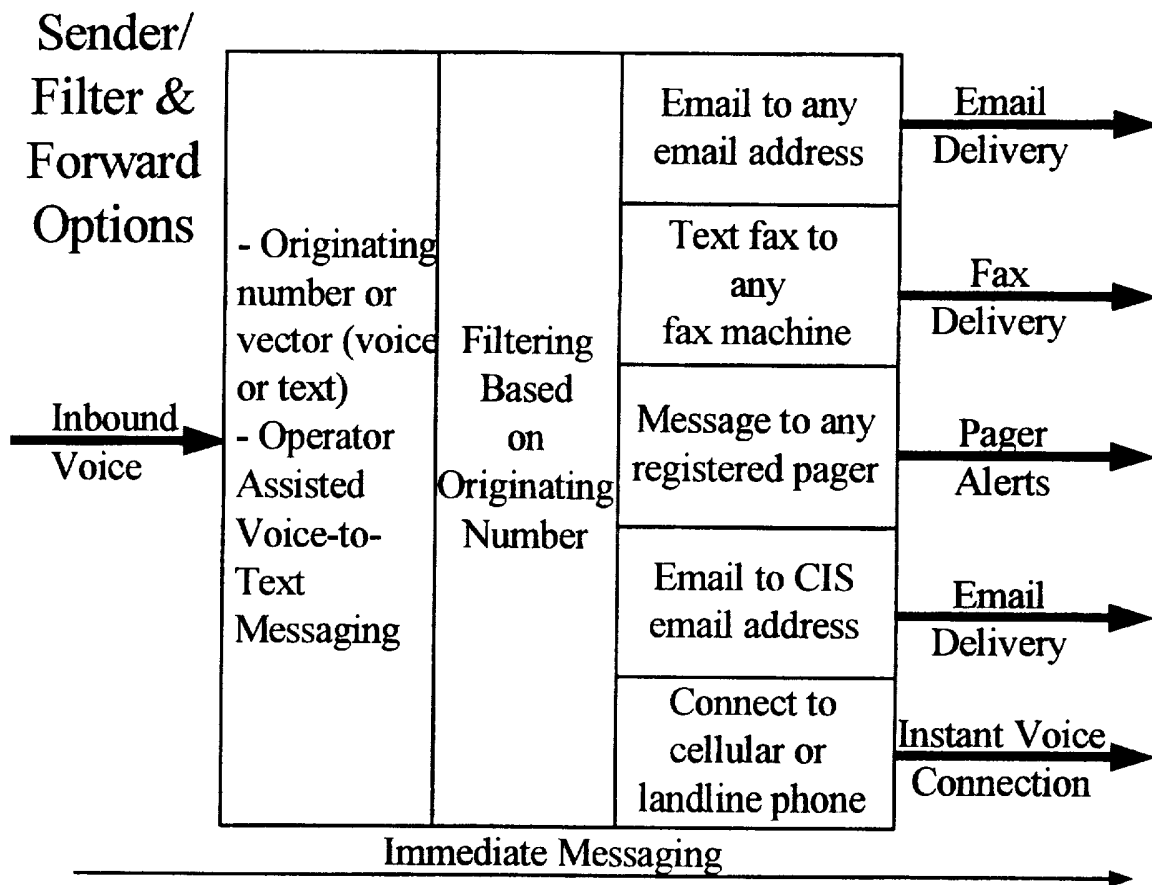 Sender/
Filter &
Forward
Options
Inbound
Voice
- Originating
number or
vector (voice
or text)
- Operator
Assisted
Voice-to-
Text
Messaging
Filtering
Based
on
Originating
Number
Email to any
email address
Email
Delivery
Text fax to
any
fax machine
Fax
Delivery
Message to any
registered pager
Pager
Alerts
Email to CIS
email address
Email
Delivery
Connect to
cellular or
landline phone
Instant Voice
Connection
Immediate Messaging